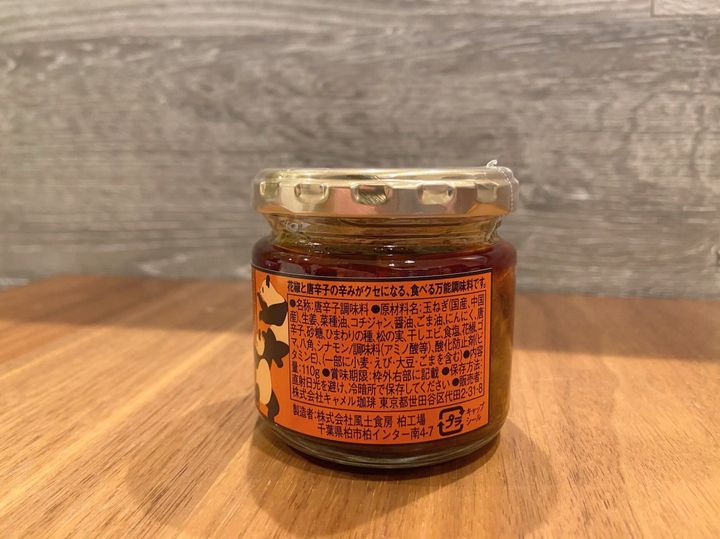 花椒と唐辛子の辛みがクセになる、食べる万能調味料です。
●名称:唐辛子調味料 ●原材料名:玉ねぎ(国産、中国
産)、生姜、菜種油、コチジャン、醤油、ごま油、にんにく、唐
辛子、砂糖、ひまわりの種、松の実、干しエビ、食塩、花椒、ゴ
マ、八角、シナモン/調味料(アミノ酸等)、酸化防止剤(ビ
タミンE)、(一部に小麦・えび・大豆・ごまを含む) ●内容
量:110g ●賞味期限:枠外右部に記載 ●保存方法:
直射日光を避け、冷暗所で保存してください ●販売者:
株式会社キャメル珈琲 東京都世田谷区代田2-31-8
製造者:株式会社風土食房 柏工場
千葉県柏市柏インター南4-7
プラ
キャップ
シール